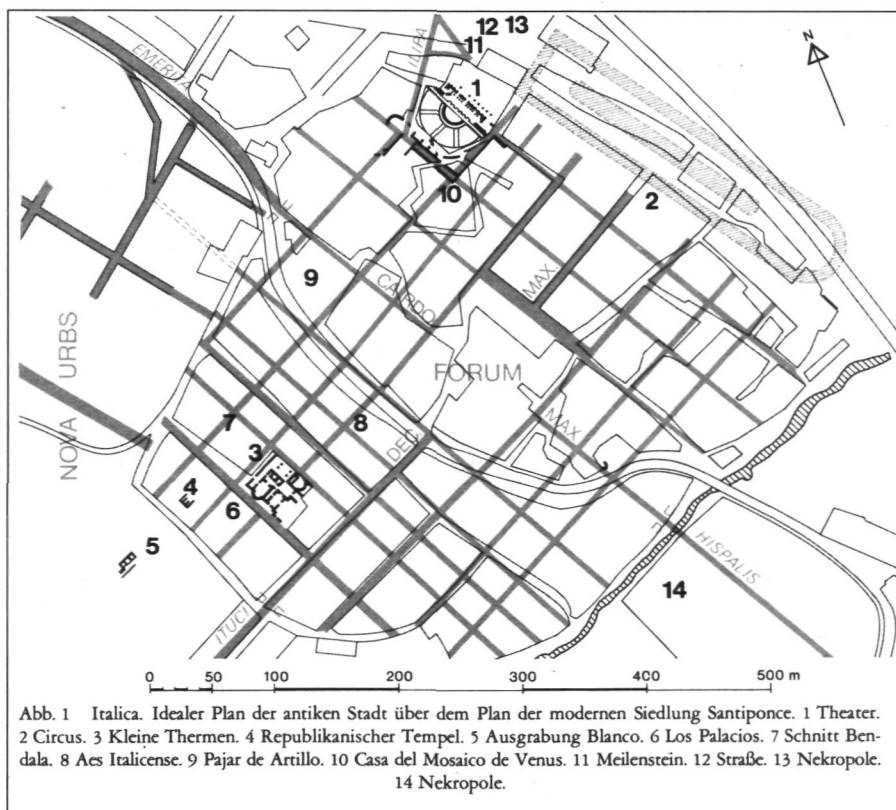 12 13
11
N
EMERITA
ILIPA
1
10
2
9
CARDO
MAX.
NOVA URBS
FORUM
7
8
DEC.
MAX.
3
4
6
5
HISPALIS
14
ITUCI
0 100 200 300 400 500 m
Abb. 1 Italica. Idealer Plan der antiken Stadt über dem Plan der modernen Siedlung Santiponce. 1 Theater.
2 Circus. 3 Kleine Thermen. 4 Republikanischer Tempel. 5 Ausgrabung Blanco. 6 Los Palacios. 7 Schnitt Ben-
dala. 8 Aes Italicense. 9 Pajar de Artillo. 10 Casa del Mosaico de Venus. 11 Meilenstein. 12 Straße. 13 Nekropole.
14 Nekropole.